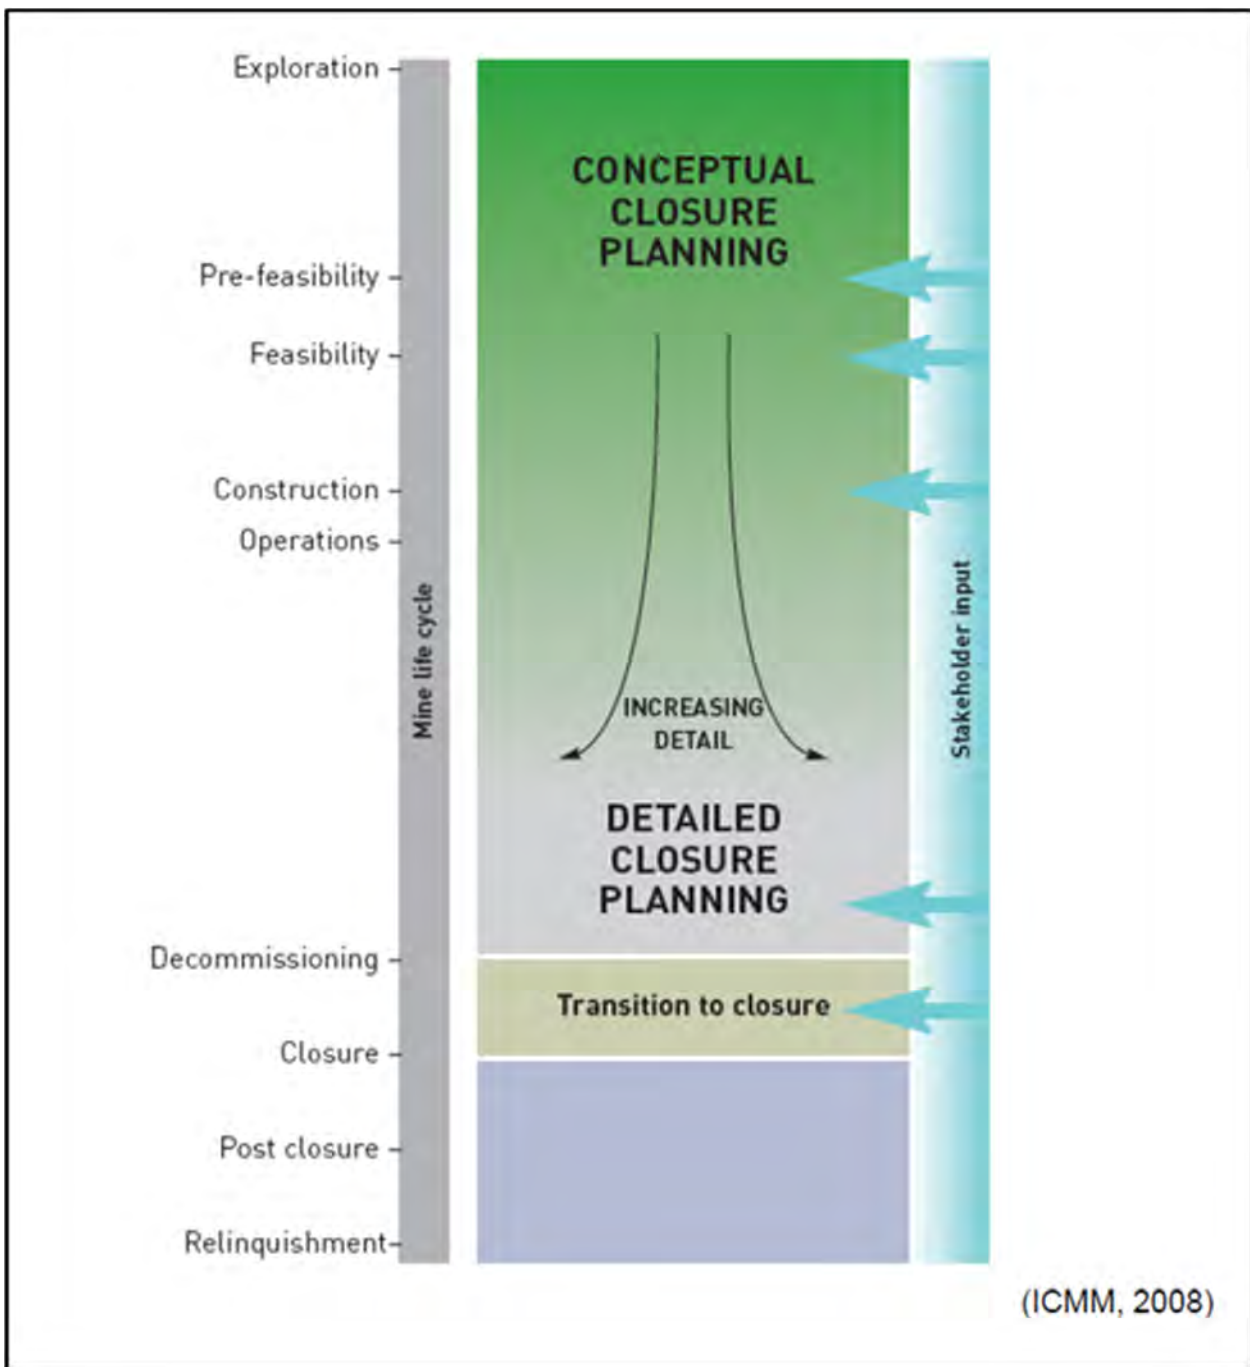 Exploration
Pre-feasibility
Feasibility
Construction
Operations
Decommissioning
Closure
Post closure
Relinquishment
Mine life cycle
CONCEPTUAL
CLOSURE
PLANNING
INCREASING
DETAIL
DETAILED
CLOSURE
PLANNING
Transition to closure
Stakeholder input
(ICMM, 2008)